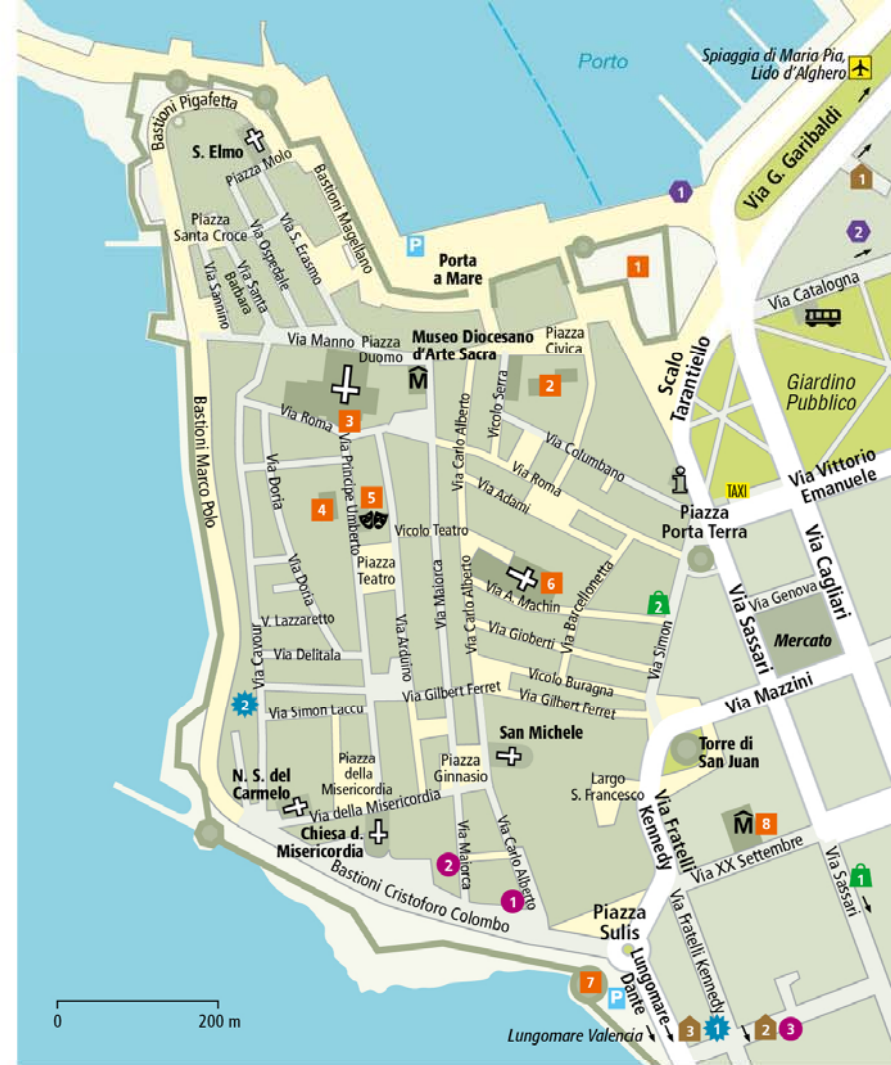 Porto
Spiaggia di Maria Pia,
Lido d'Alghero
Via G. Garibaldi
Bastioni Pigafetta
S. Elmo
Piazza Molo
Bastioni Magellano
Piazza
Santa Croce
Via Ospedale
Via S. Erasmo
Via Santa
Barbara
Via Sannino
P
Porta
a Mare
1
1
1
2
Via Catalogna
Via Manno
Piazza
Duomo
Museo Diocesano
d'Arte Sacra
M
Piazza
Civica
2
Scalo
Tarantiello
Giardino
Pubblico
Bastioni Marco Polo
Via Roma
3
Via Carlo Alberto
Vicolo Serra
Via Columbano
Via Roma
Via Adami
Via Doria
Via Principe Umberto
4
5
Vicolo Teatro
Piazza
Teatro
i
TAXI
Piazza
Porta Terra
Via Vittorio
Emanuele
Via Cagliari
6
Via A. Machin
Via Barcellonetta
2
Via Simon
Via Sassari
Via Genova
Mercato
Via Doria
V. Lazzaretto
Via Delitala
Via Cavour
Via Arduino
Via Maiorca
Via Carlo Alberto
Via Gioberti
Vicolo Buragna
Via Gilbert Ferret
Via Gilbert Ferret
Via Mazzini
2
Via Simon Laccu
San Michele
Torre di
San Juan
N. S. del
Carmelo
Piazza
della
Misericordia
Piazza
Ginnasio
Largo
S. Francesco
Via della Misericordia
Chiesa d.
Misericordia
Via Maiorca
Via Carlo Alberto
2
1
Bastioni Cristoforo Colombo
Via Fratelli
Kennedy
M
8
Via XX Settembre
Via Sassari
1
Piazza
Sulis
Via Fratelli Kennedy
7
P
Lungomare
Dante
Lungomare Valencia
3
1
2
3
0
200 m